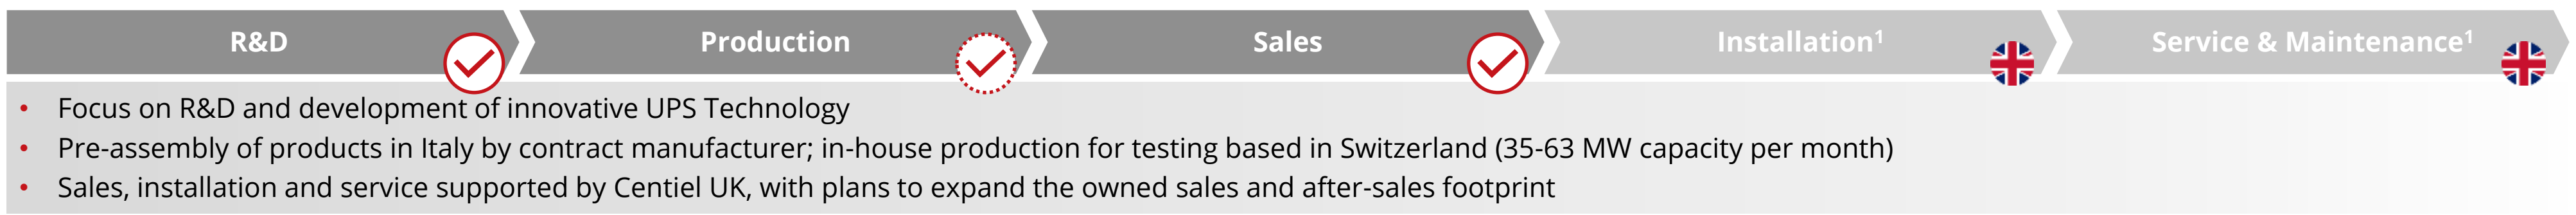 R&D
Production
Sales
Installation¹
Service & Maintenance¹
• Focus on R&D and development of innovative UPS Technology
• Pre-assembly of products in Italy by contract manufacturer; in-house production for testing based in Switzerland (35-63 MW capacity per month)
• Sales, installation and service supported by Centiel UK, with plans to expand the owned sales and after-sales footprint